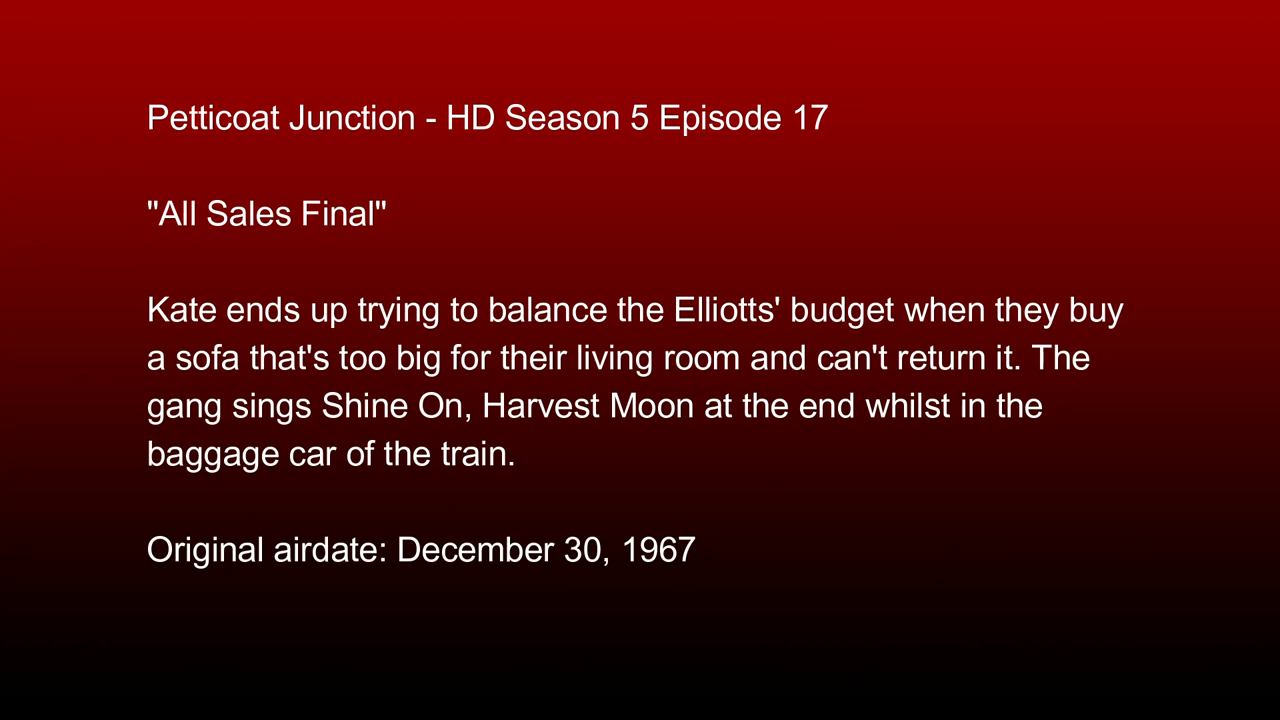 Petticoat Junction - HD Season 5 Episode 17
"All Sales Final"
Kate ends up trying to balance the Elliotts' budget when they buy
a sofa that's too big for their living room and can't return it. The
gang sings Shine On, Harvest Moon at the end whilst in the
baggage car of the train.
Original airdate: December 30, 1967